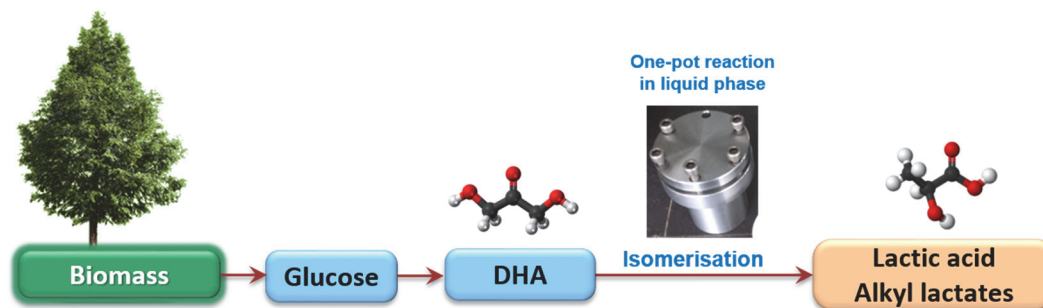 One-pot reaction
in liquid phase
Biomass
Glucose
DHA
Isomerisation
Lactic acid
Alkyl lactates